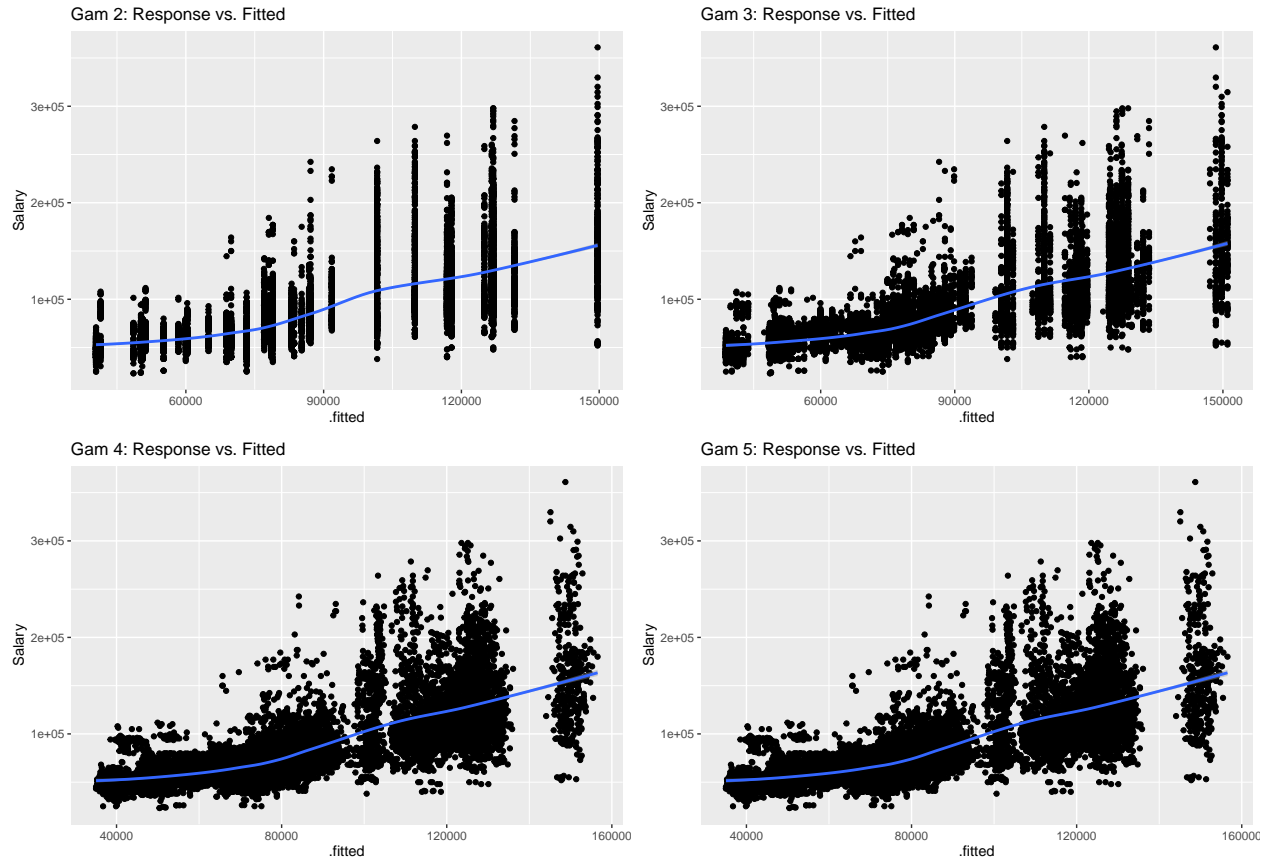 Gam 2: Response vs. Fitted
3e+05
2e+05
1e+05
Salary
60000
90000
120000
150000
.fitted
Gam 3: Response vs. Fitted
3e+05
2e+05
1e+05
Salary
60000
90000
120000
150000
.fitted
Gam 4: Response vs. Fitted
3e+05
2e+05
1e+05
Salary
40000
80000
120000
160000
.fitted
Gam 5: Response vs. Fitted
3e+05
2e+05
1e+05
Salary
40000
80000
120000
160000
.fitted